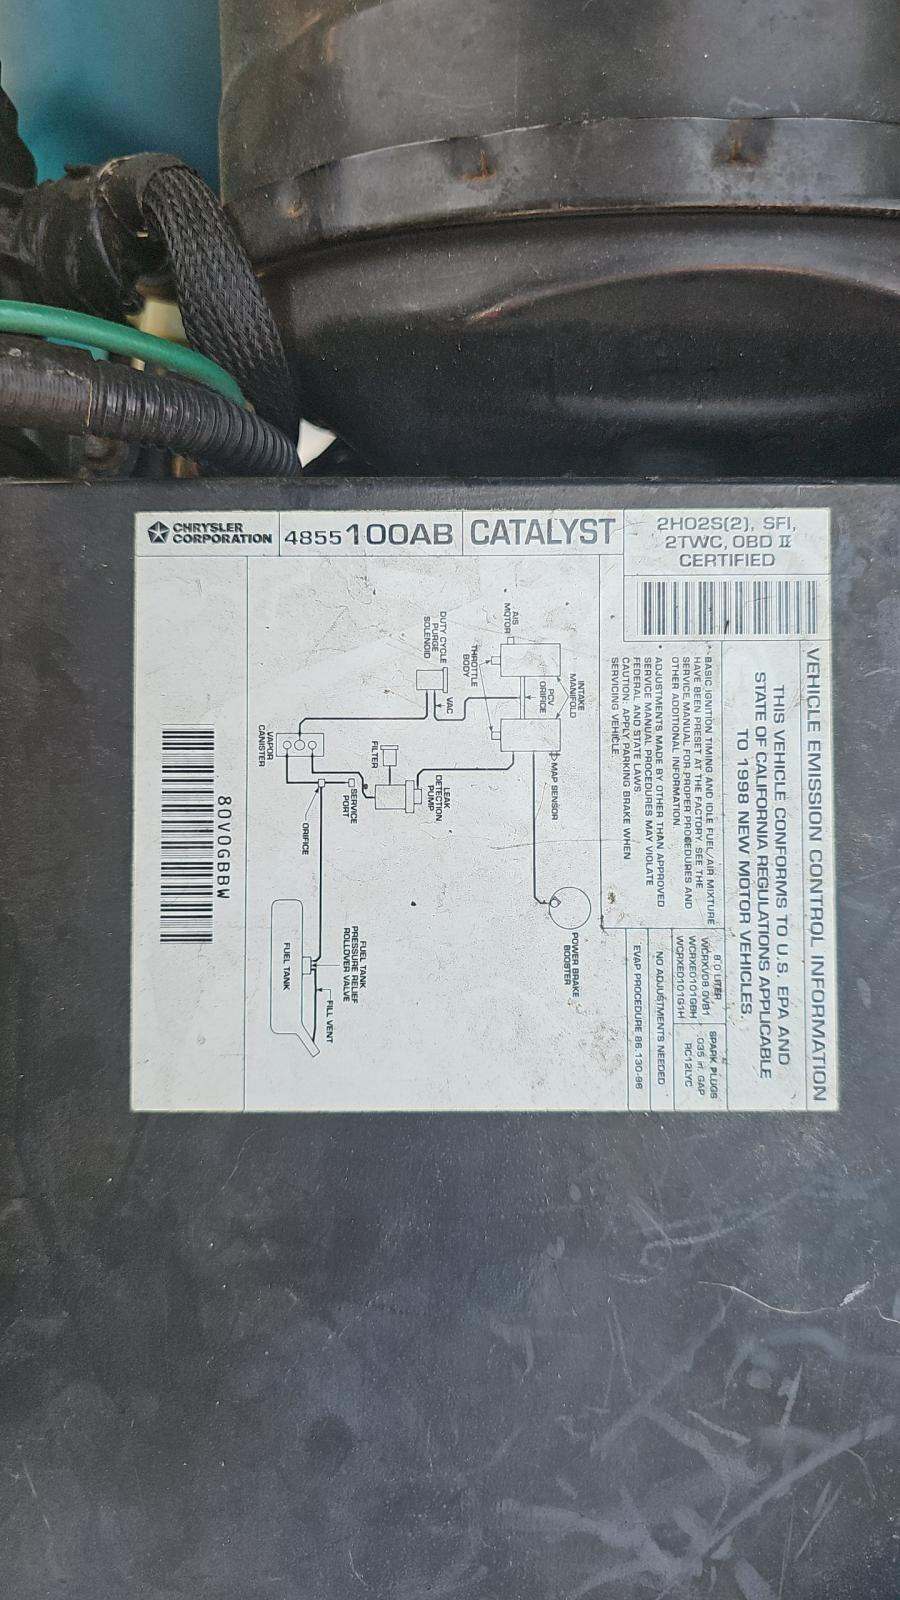 CHRYSLER
CORPORATION
4855100AB
CATALYST
2HO2S(2), SFI,
2TWC, OBD II
CERTIFIED
VEHICLE EMISSION CONTROL INFORMATION
THIS VEHICLE CONFORMS TO U.S. EPA AND
STATE OF CALIFORNIA REGULATIONS APPLICABLE
TO 1998 NEW MOTOR VEHICLES.
• BASIC IGNITION TIMING AND IDLE FUEL/AIR MIXTURE
HAVE BEEN PRESET AT THE FACTORY. SEE THE
SERVICE MANUAL FOR PROPER PROCEDURES AND
OTHER ADDITIONAL INFORMATION.
• ADJUSTMENTS MADE BY OTHER THAN APPROVED
SERVICE MANUAL PROCEDURES MAY VIOLATE
FEDERAL AND STATE LAWS
CAUTION: APPLY PARKING BRAKE WHEN
SERVICING VEHICLE.
8.0 LITER
WCRXE0101GBH
WCRXE0101G1H
SPARK PLUGS
.035 in. GAP
RC12LYC
NO ADJUSTMENTS NEEDED
EVAP PROCEDURE 86.130-96
INTAKE
MANIFOLD
AIS
MOTOR
PCV
ORIFICE
MAP SENSOR
POWER BRAKE
BOOSTER
THROTTLE
BODY
DUTY CYCLE
PURGE
SOLENOID
VAC
LEAK
DETECTION
PUMP
FILTER
SERVICE
PORT
ORIFICE
VAPOR
CANISTER
FUEL TANK
PRESSURE RELIEF
ROLLOVER VALVE
FILL VENT
FUEL TANK
80V0GBBW